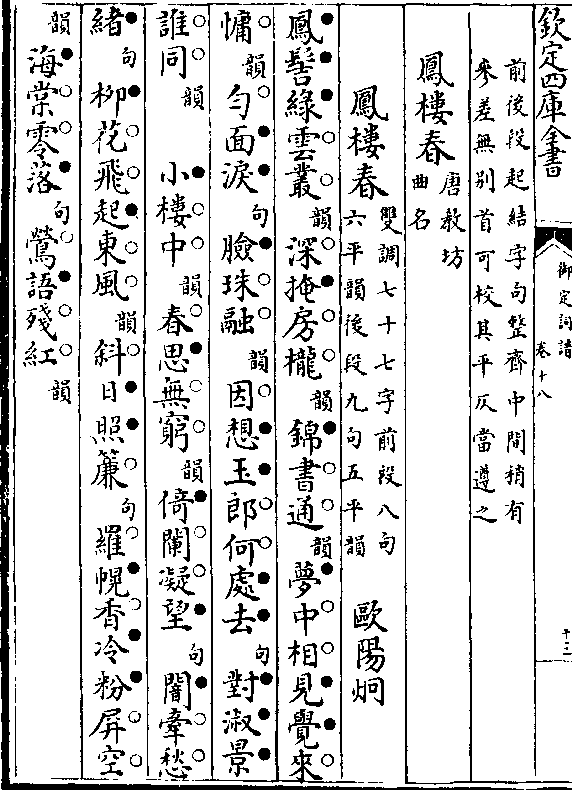 欽定四庫全書
御定詞譜
卷十八
十三
前後段起結字句整齊中間稍有
參差無别首可校其平仄當遵之
鳳樓春唐教坊
曲名
鳳樓春雙調七十七字前段八句
六平韻後段九句五平韻 歐陽炯
鳳髻緑雲叢韻深掩房櫳韻錦書通韻夢中相見覺來
慵韻勻面淚句臉珠融韻因想玉郎何處去句對淑景
誰同韻 小樓中韻春思無窮韻倚闌凝望句闇牽愁
緒句柳花飛起東風韻斜日照簾句羅幌香冷粉屏空
韻海棠零落句鶯語殘紅韻